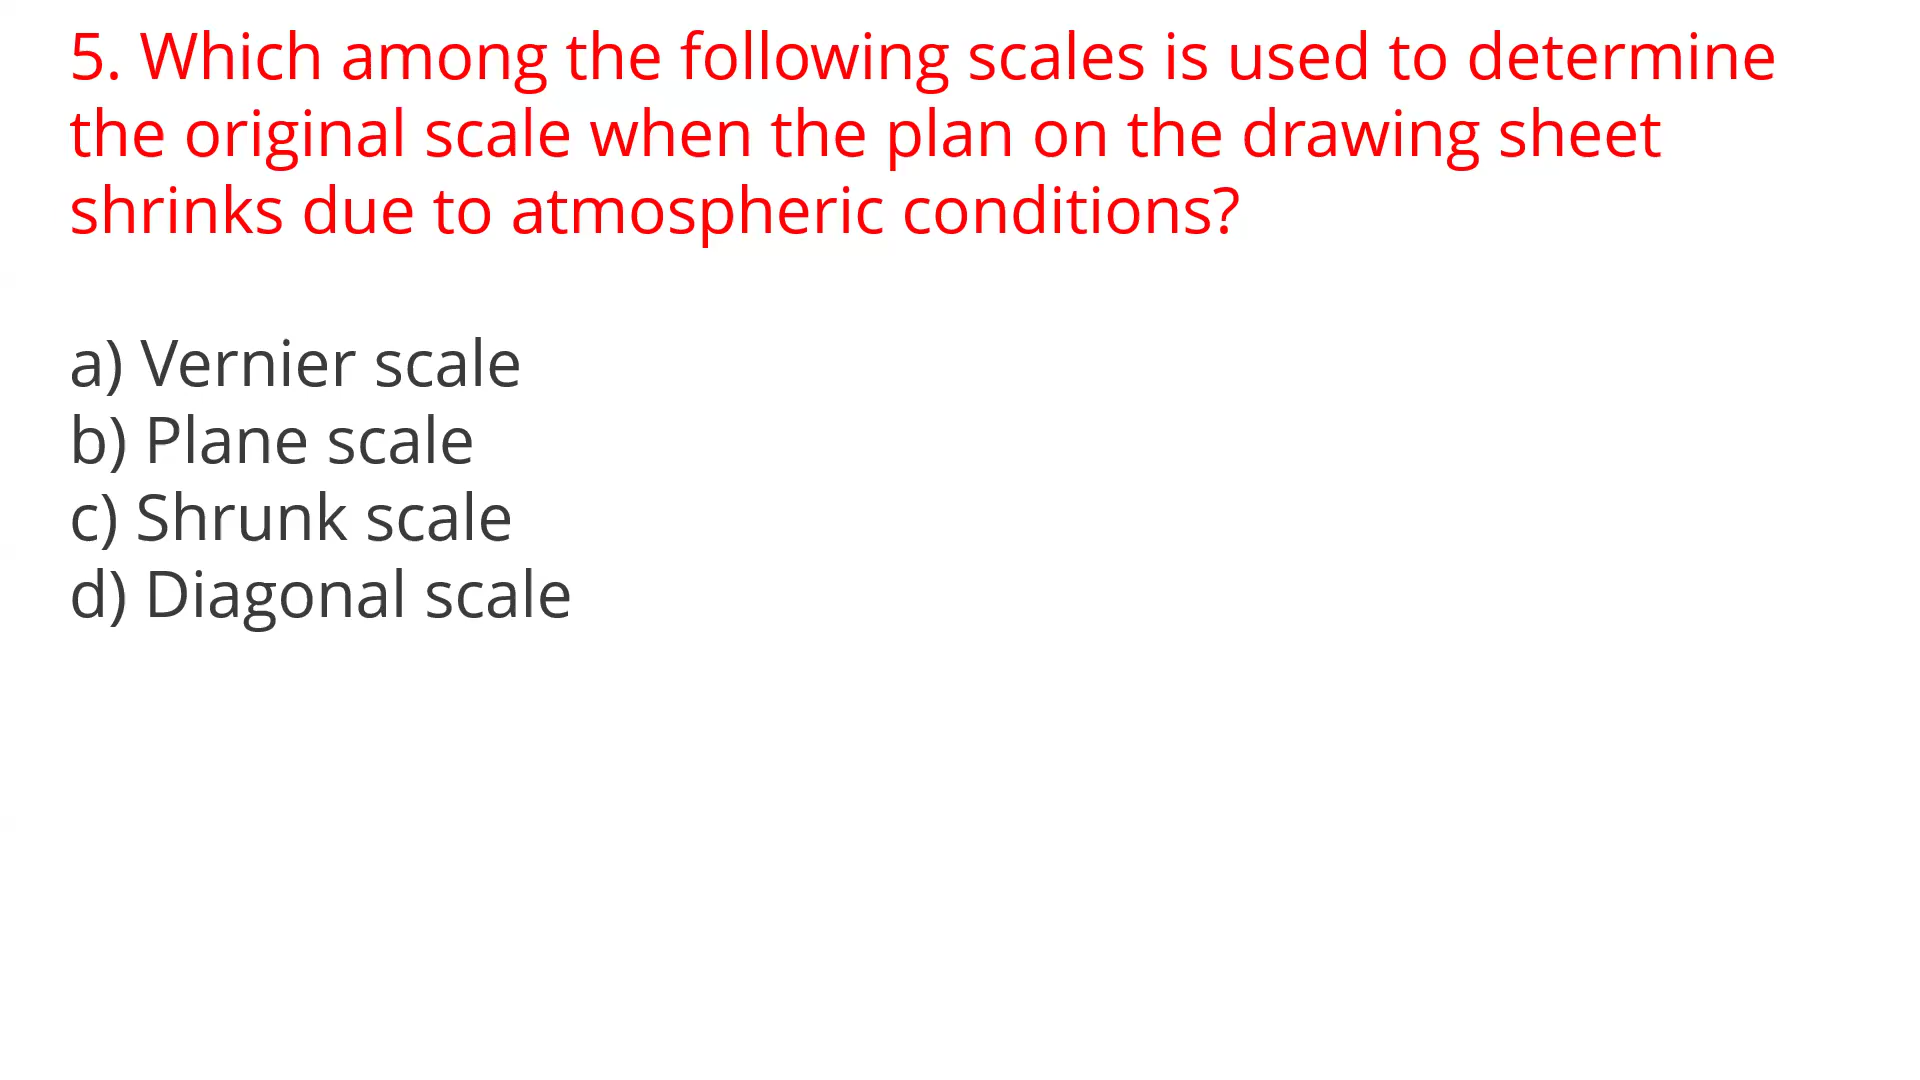 5. Which among the following scales is used to determine
the original scale when the plan on the drawing sheet
shrinks due to atmospheric conditions?
a) Vernier scale
b) Plane scale
c) Shrunk scale
d) Diagonal scale